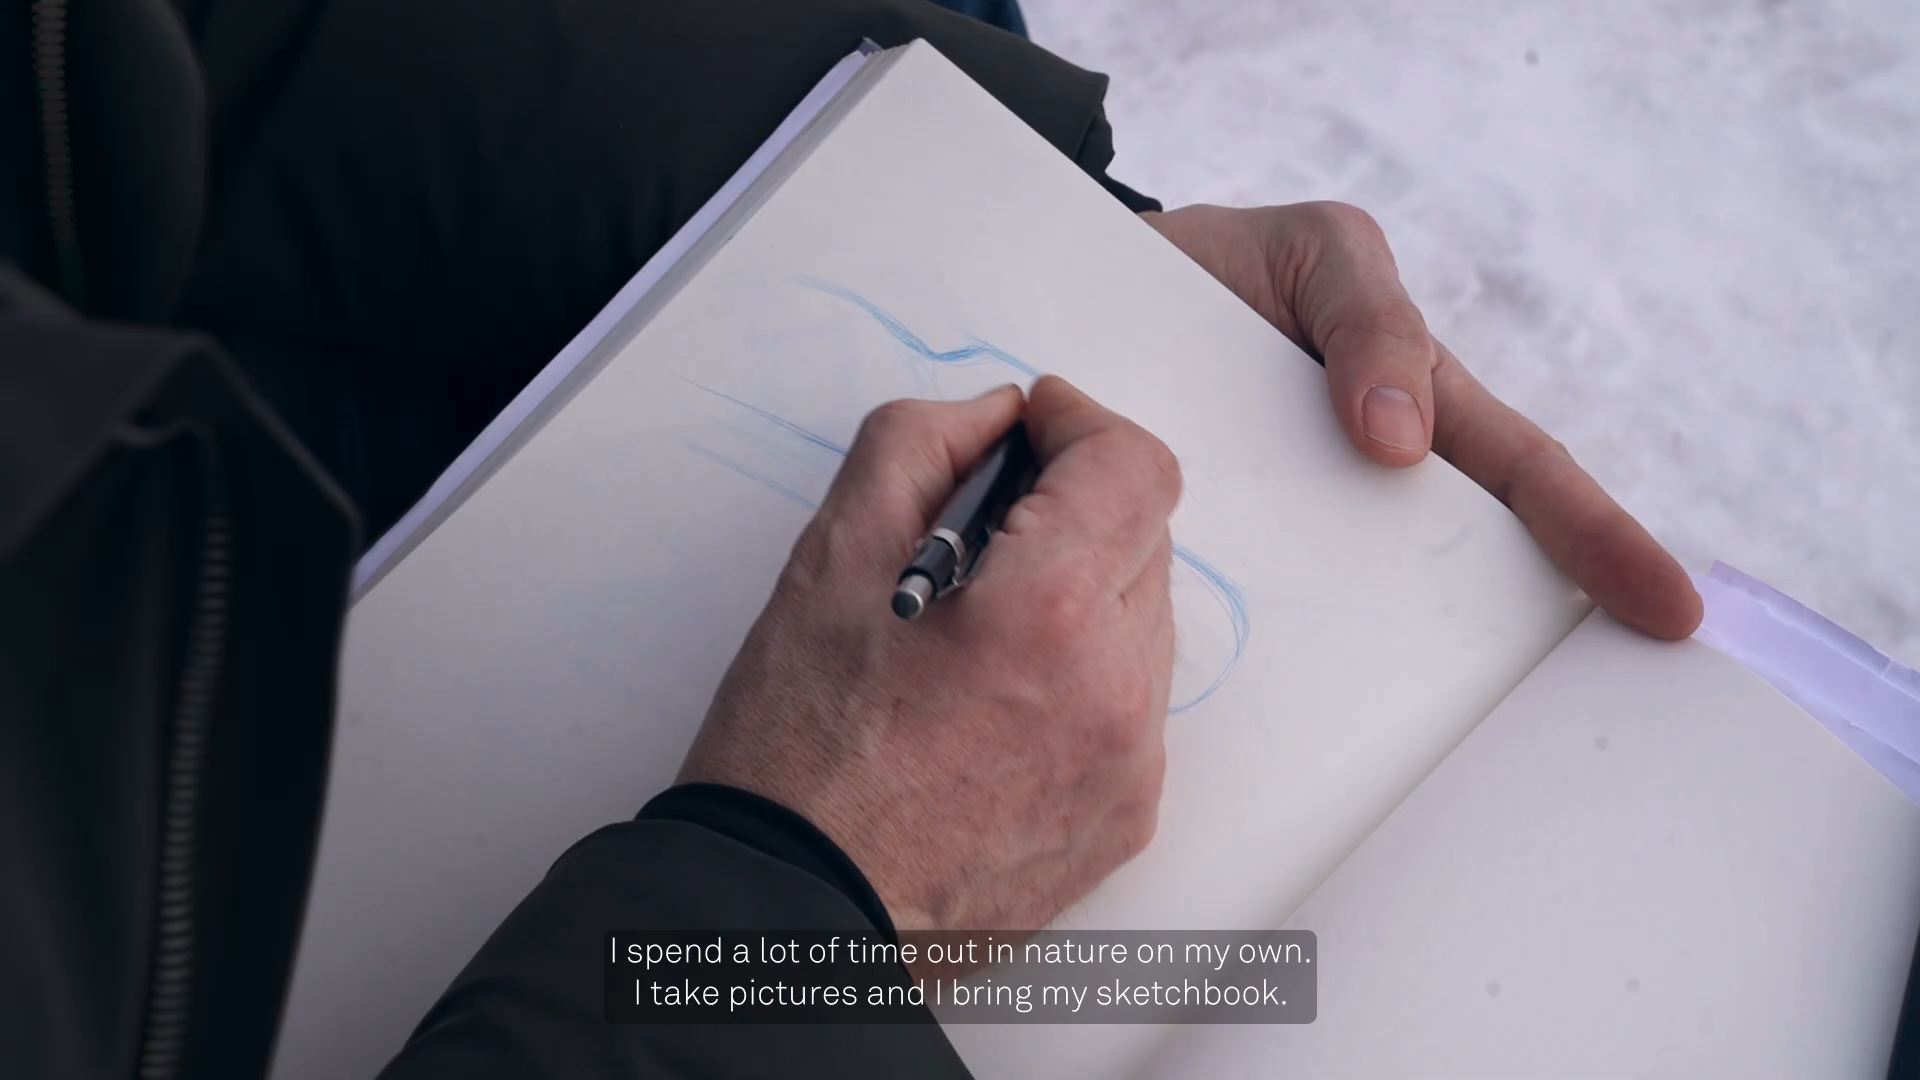 I spend a lot of time out in nature on my own.
I take pictures and I bring my sketchbook.